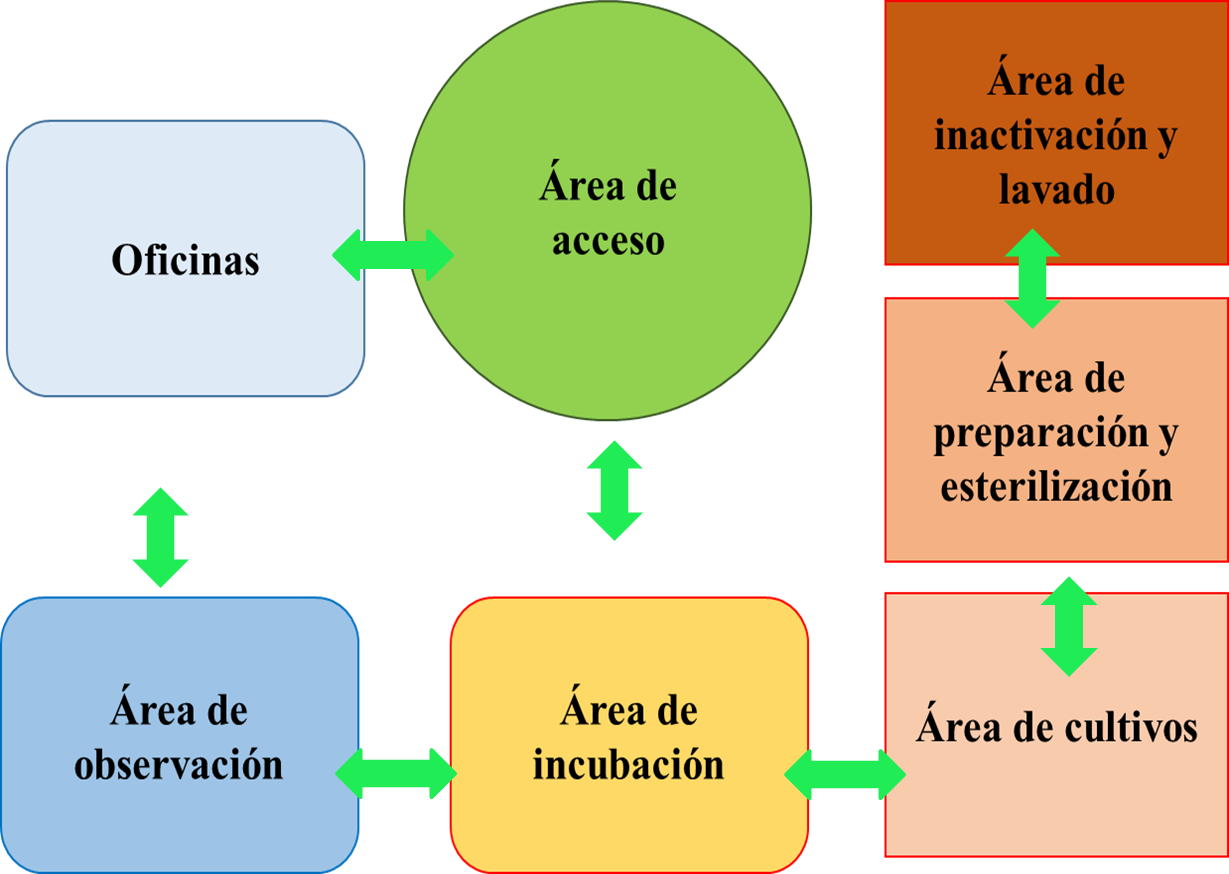 Oficinas
Área de
acceso
Área de
inactivación y
lavado
Área de
preparación y
esterilización
Área de
observación
Área de
incubación
Área de cultivos